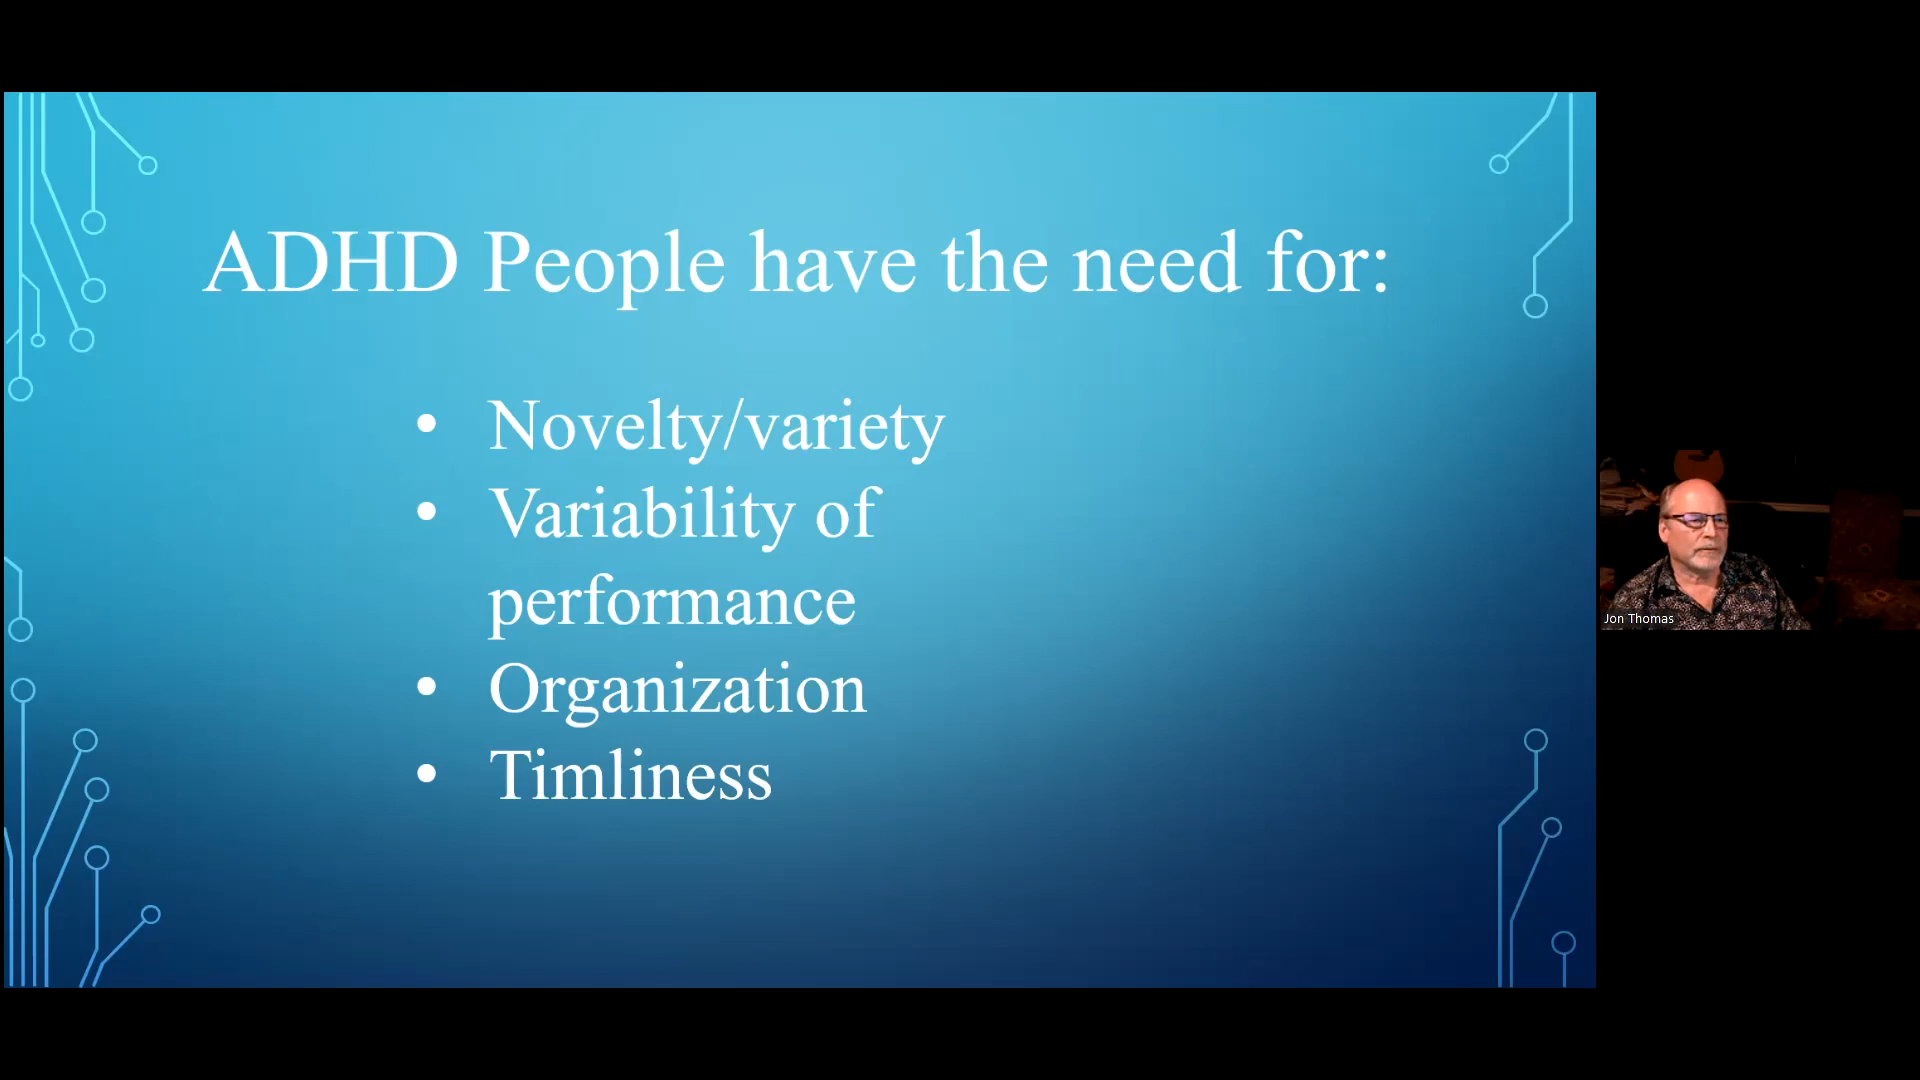 ADHD People have the need for:
• Novelty/variety
• Variability of
performance
• Organization
• Timliness
Jon Thomas